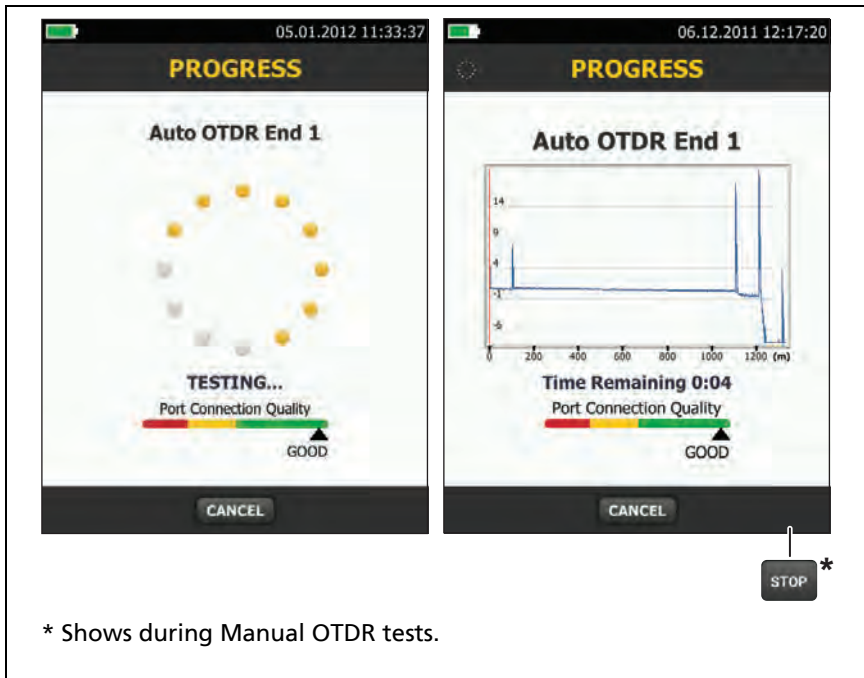 05.01.2012 11:33:37
PROGRESS
Auto OTDR End 1
TESTING...
Port Connection Quality
GOOD
CANCEL
06.12.2011 12:17:20
PROGRESS
Auto OTDR End 1
14
9
4
-1
-6
0 200 400 600 800 1000 1200 (m)
Time Remaining 0:04
Port Connection Quality
GOOD
CANCEL
STOP *
* Shows during Manual OTDR tests.